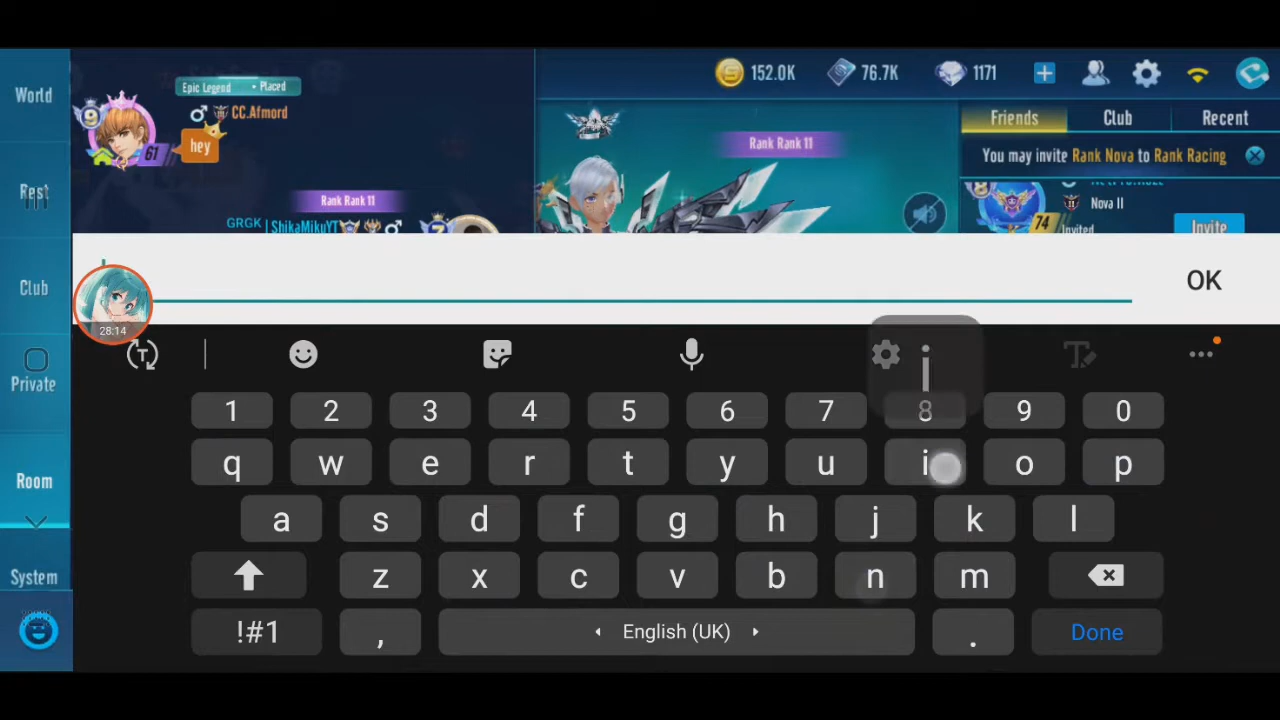 World
Rest
Club
Private
Room
System
Epic Legend • Placed
9
CC.Afmord
61
hey
Rank Rank 11
GRGK | ShikaMikuYT
7
152.0K
76.7K
1171
Rank Rank 11
Friends
Club
Recent
You may invite Rank Nova to Rank Racing
Nova II
74
Invited
Invite
OK
28:14
i
1 2 3 4 5 6 7 8 9 0
q w e r t y u i o p
a s d f g h j k l
z x c v b n m
!#1 , English (UK) . Done